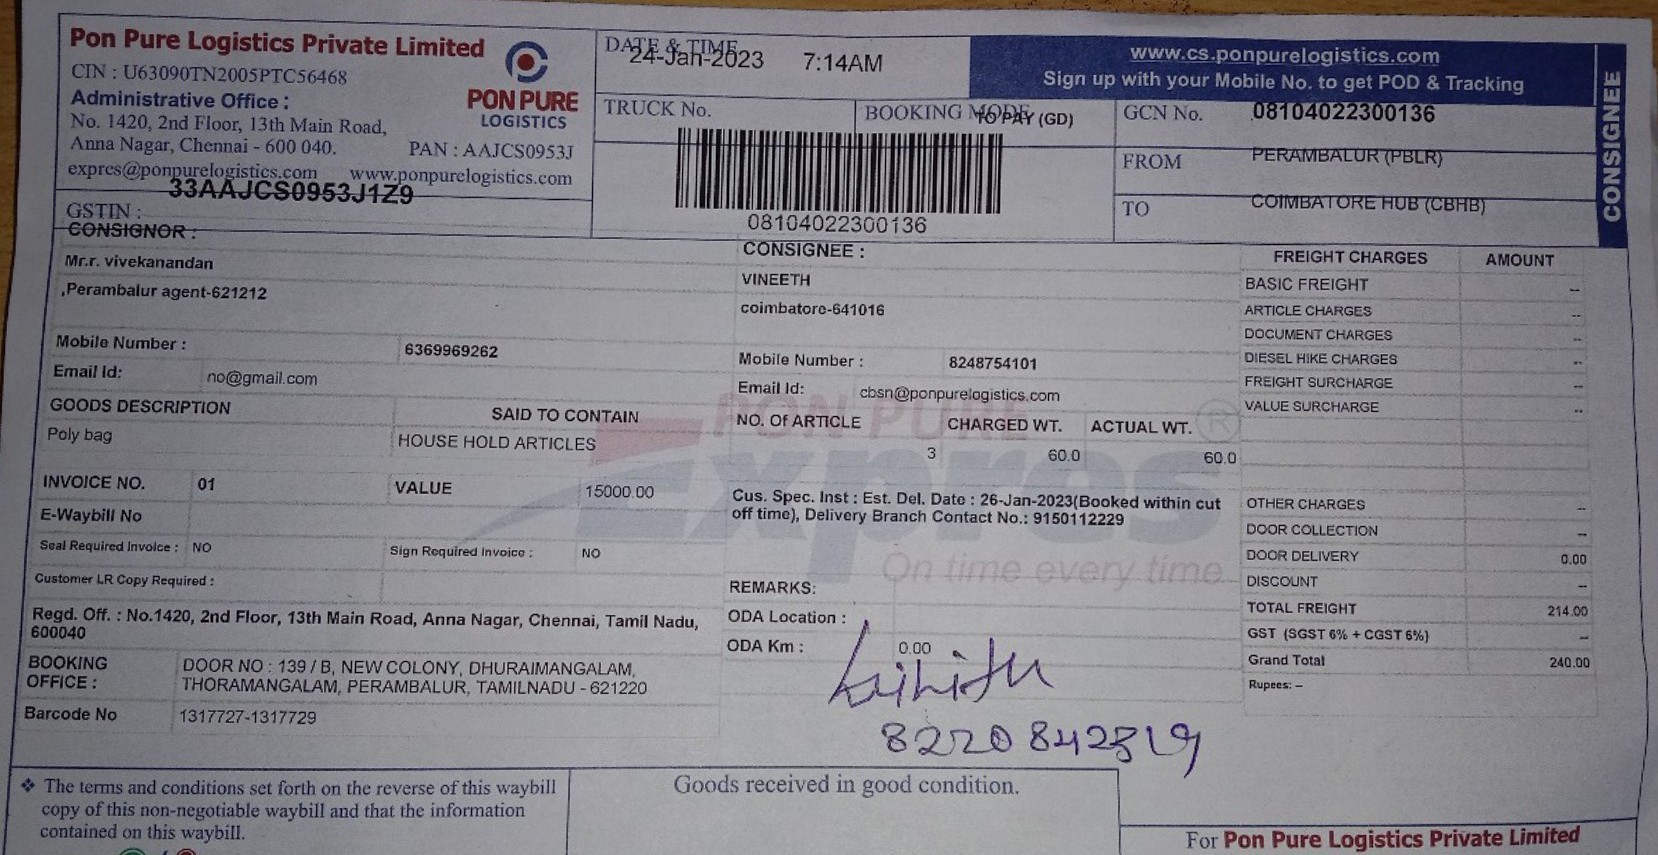 Pon Pure Logistics Private Limited
CIN : U63090TN2005PTC56468
Administrative Office :
No. 1420, 2nd Floor, 13th Main Road,
Anna Nagar, Chennai - 600 040.
PAN : AAJCS0953J
expres@ponpurelogistics.com www.ponpurelogistics.com
33AAJCS0953J1Z9
GSTIN :
PON PURE
LOGISTICS
DATE & TIME
24-Jan-2023 7:14AM
TRUCK No.
BOOKING MODE
TO PAY (GD)
08104022300136
www.cs.ponpurelogistics.com
Sign up with your Mobile No. to get POD & Tracking
GCN No. 08104022300136
FROM PERAMBALUR (PBLR)
TO COIMBATORE HUB (CBHB)
CONSIGNEE
CONSIGNOR :
Mr.r. vivekanandan
,Perambalur agent-621212
Mobile Number : 6369969262
Email Id: no@gmail.com
CONSIGNEE :
VINEETH
coimbatore-641016
Mobile Number : 8248754101
Email Id: cbsn@ponpurelogistics.com
GOODS DESCRIPTION SAID TO CONTAIN
Poly bag HOUSE HOLD ARTICLES
NO. Of ARTICLE CHARGED WT. ACTUAL WT.
3 60.0 60.0
INVOICE NO. 01 VALUE 15000.00
E-Waybill No
Seal Required Invoice : NO Sign Required Invoice : NO
Customer LR Copy Required :
Cus. Spec. Inst : Est. Del. Date : 26-Jan-2023(Booked within cut
off time), Delivery Branch Contact No.: 9150112229
PON PURE
Expres
On time every time
®
REMARKS:
ODA Location :
ODA Km : 0.00
Regd. Off. : No.1420, 2nd Floor, 13th Main Road, Anna Nagar, Chennai, Tamil Nadu,
600040
BOOKING
OFFICE :
DOOR NO : 139 / B, NEW COLONY, DHURAIMANGALAM,
THORAMANGALAM, PERAMBALUR, TAMILNADU - 621220
Barcode No 1317727-1317729
FREIGHT CHARGES AMOUNT
BASIC FREIGHT --
ARTICLE CHARGES --
DOCUMENT CHARGES --
DIESEL HIKE CHARGES --
FREIGHT SURCHARGE --
VALUE SURCHARGE --
OTHER CHARGES --
DOOR COLLECTION --
DOOR DELIVERY 0.00
DISCOUNT --
TOTAL FREIGHT 214.00
GST (SGST 6% + CGST 6%) --
Grand Total 240.00
Rupees: –
❖ The terms and conditions set forth on the reverse of this waybill
copy of this non-negotiable waybill and that the information
contained on this waybill.
Goods received in good condition.
For Pon Pure Logistics Private Limited